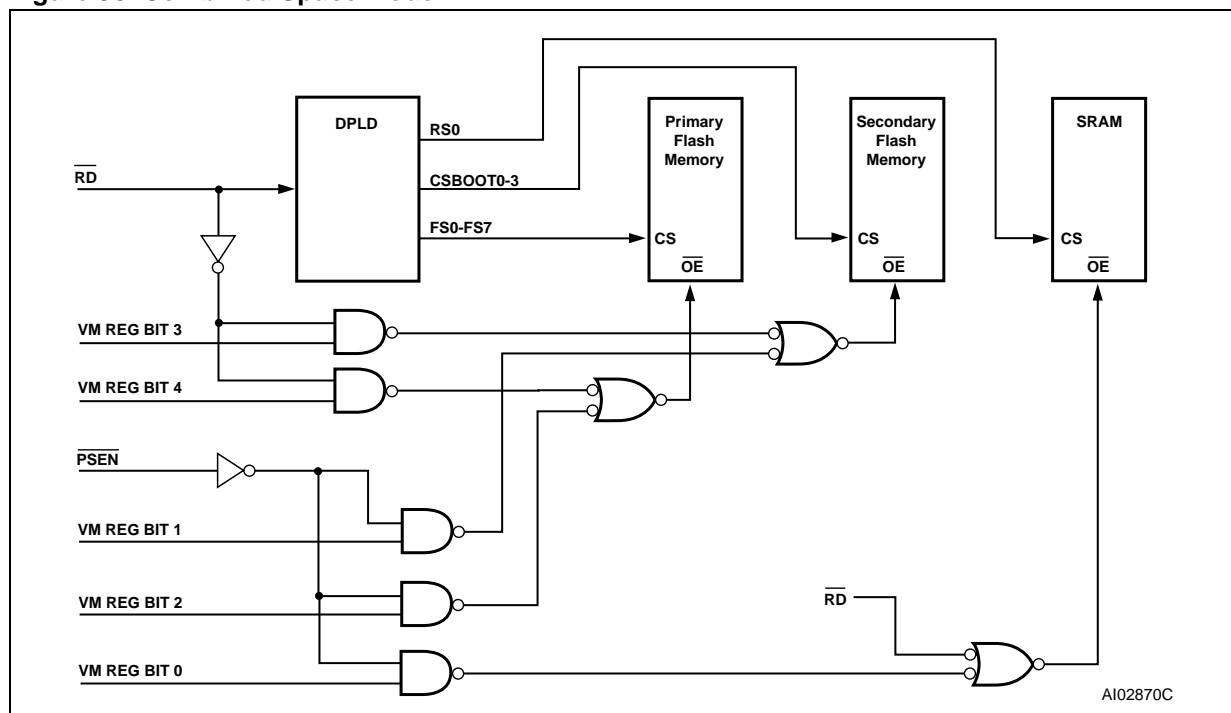 DPLD
RS0
CSBOOT0-3
FS0-FS7
Primary
Flash
Memory
CS
OE
Secondary
Flash
Memory
CS
OE
SRAM
CS
OE
RD
VM REG BIT 3
VM REG BIT 4
PSEN
VM REG BIT 1
VM REG BIT 2
VM REG BIT 0
RD
AI02870C